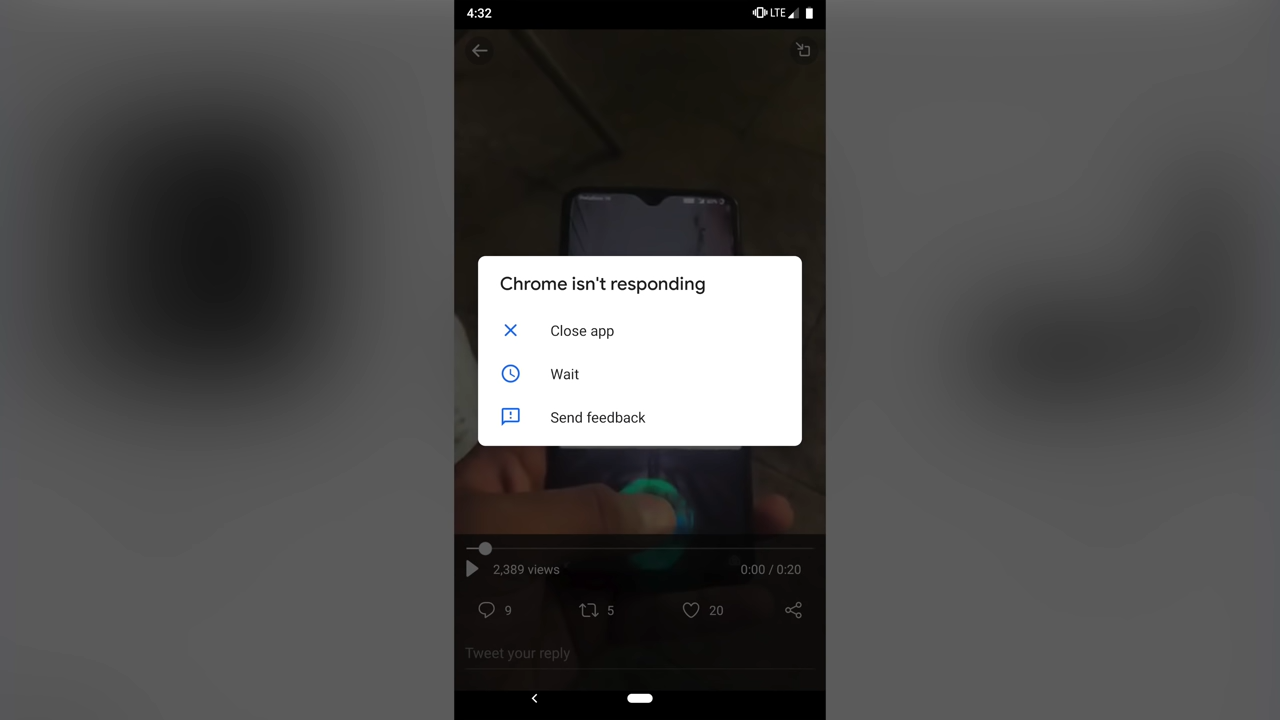 4:32
LTE
Chrome isn't responding
Close app
Wait
Send feedback
2,389 views
0:00 / 0:20
9
5
20
Tweet your reply